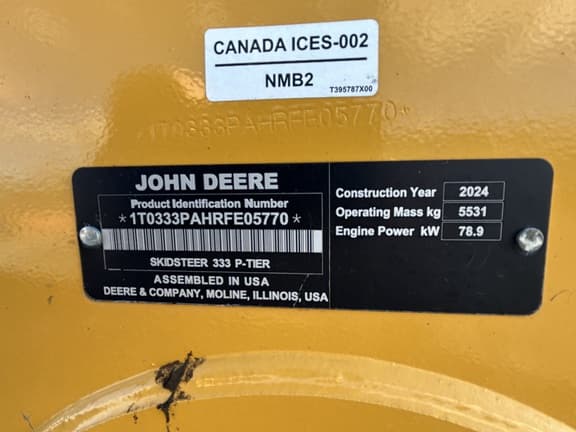 CANADA ICES-002
NMB2
T395787X00
1T0333PAHRFE05770*
JOHN DEERE
Product Identification Number
*1T0333PAHRFE05770*
SKIDSTEER 333 P-TIER
ASSEMBLED IN USA
DEERE & COMPANY, MOLINE, ILLINOIS, USA
Construction Year 2024
Operating Mass kg 5531
Engine Power kW 78.9